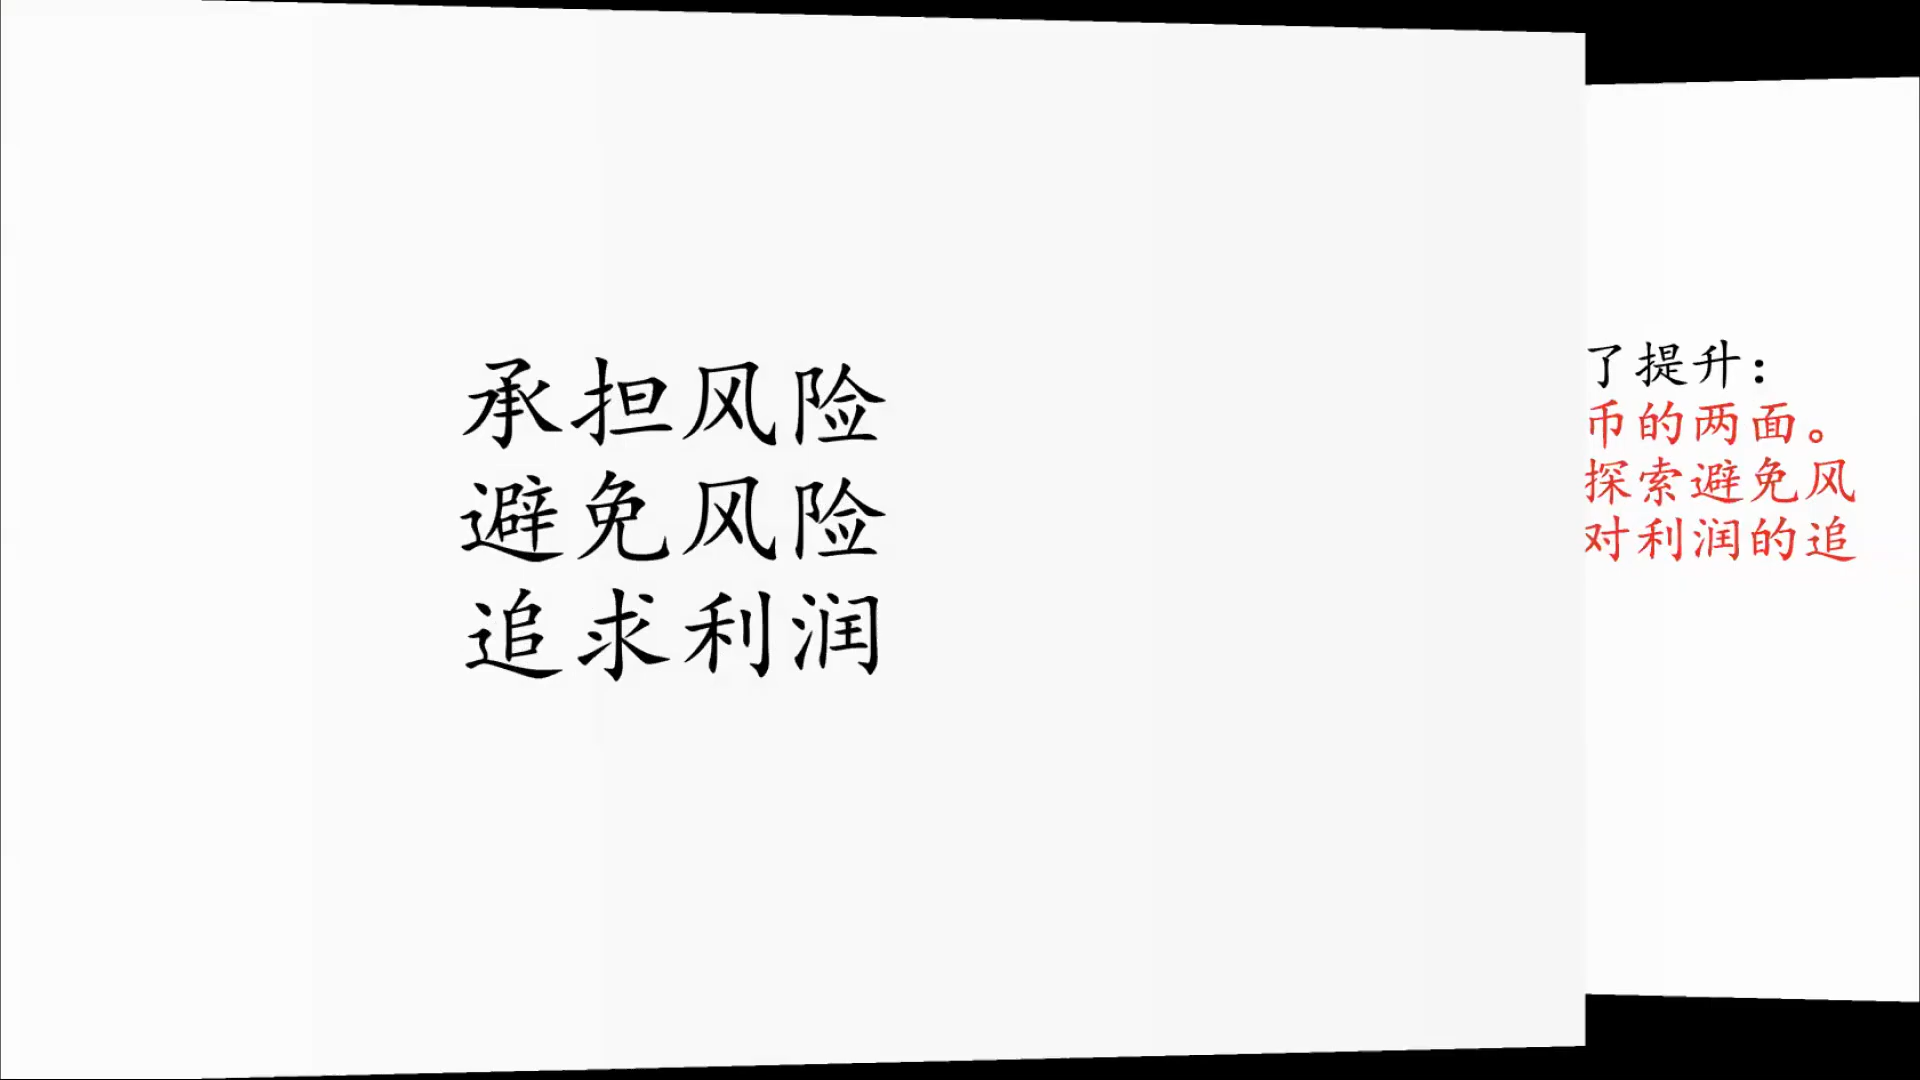 承担风险
避免风险
追求利润
了提升：
币的两面。
探索避免风
对利润的追